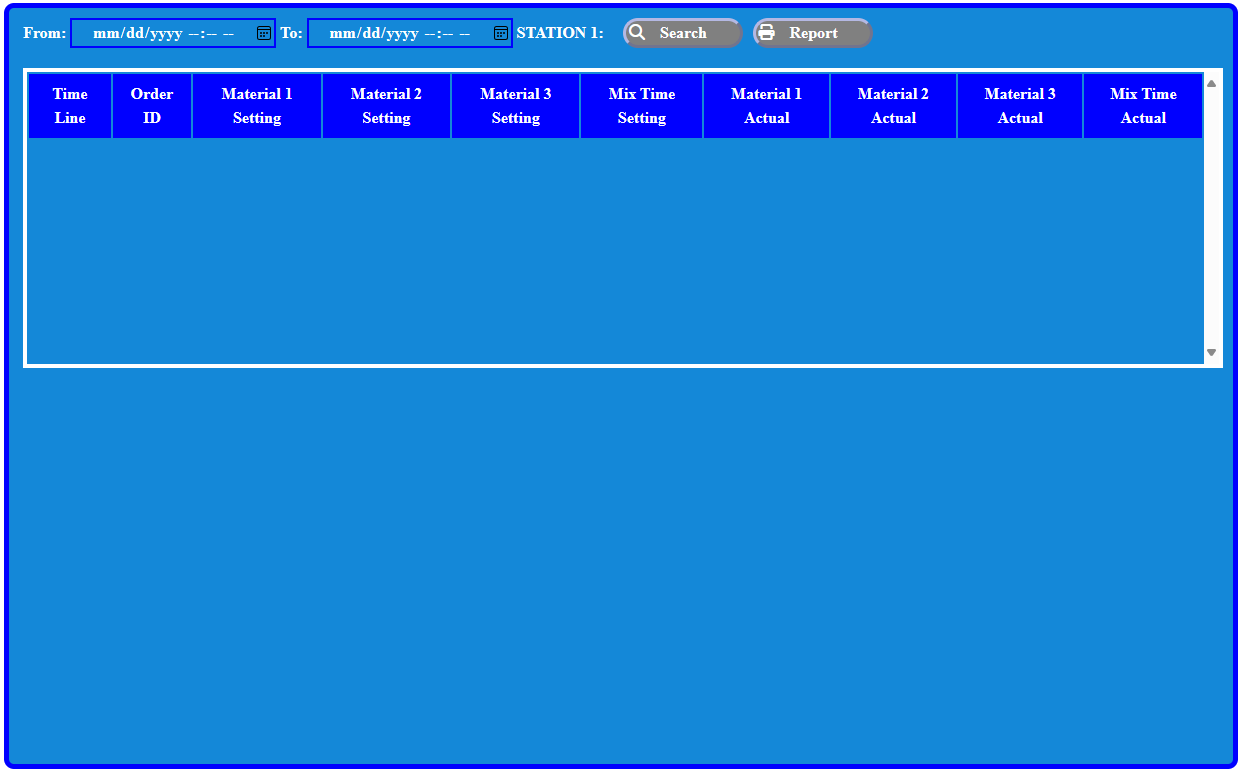 From: mm/dd/yyyy --:-- -- To: mm/dd/yyyy --:-- -- STATION 1: Search Report
Time Line Order ID Material 1 Setting Material 2 Setting Material 3 Setting Mix Time Setting Material 1 Actual Material 2 Actual Material 3 Actual Mix Time Actual